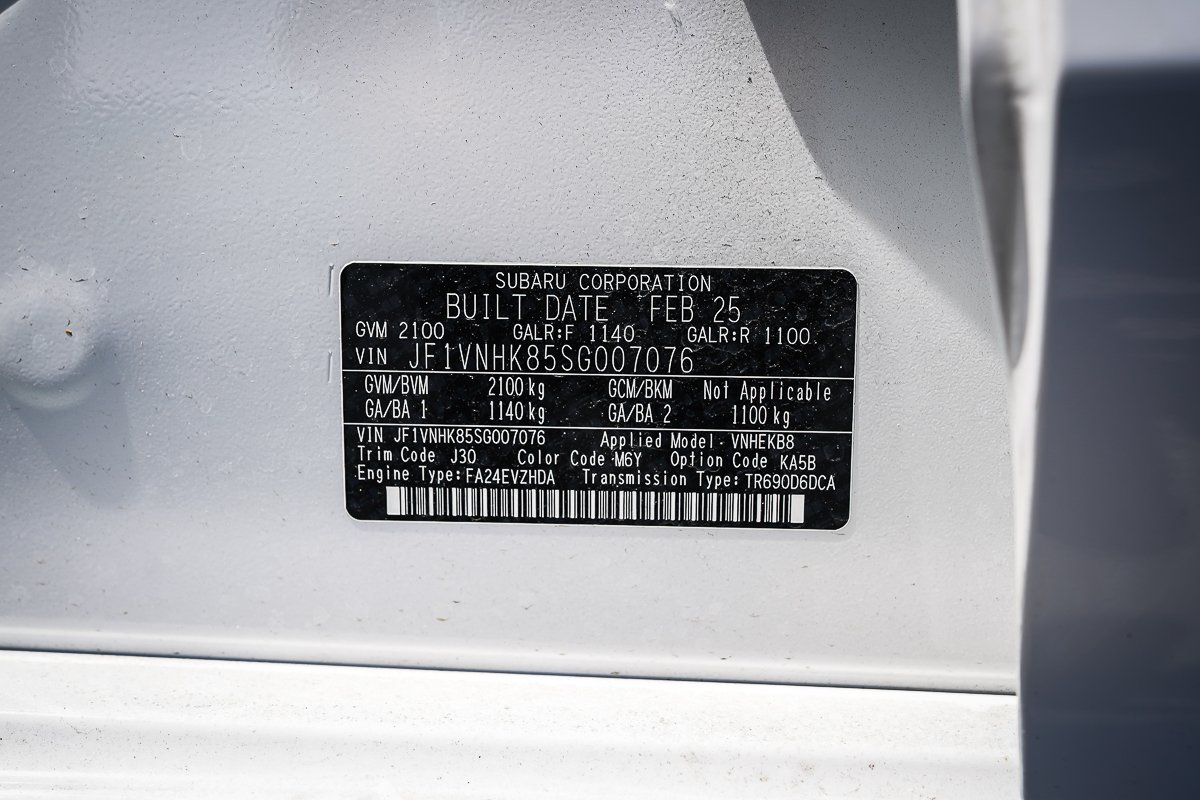 SUBARU CORPORATION
BUILT DATE FEB 25
GVM 2100 GALR:F 1140 GALR:R 1100
VIN JF1VNHK85SG007076
GVM/BVM 2100 kg GCM/BKM Not Applicable
GA/BA 1 1140 kg GA/BA 2 1100 kg
VIN JF1VNHK85SG007076 Applied Model VNHEKB8
Trim Code J30 Color Code M6Y Option Code KA5B
Engine Type: FA24EVZHDA Transmission Type: TR690D6DCA